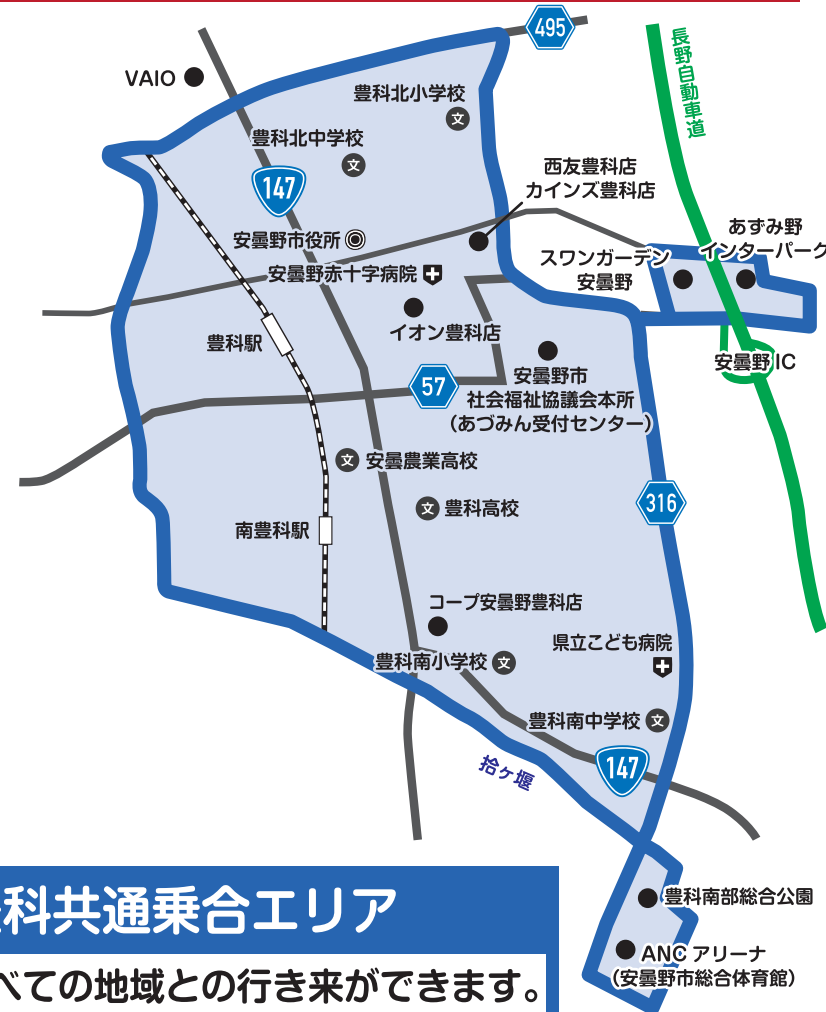 495
長野自動車道
VAIO
豊科北小学校
文
豊科北中学校
文
147
西友豊科店
カインズ豊科店
安曇野市役所
あずみ野
インターパーク
スワンガーデン
安曇野
安曇野赤十字病院
イオン豊科店
豊科駅
安曇野IC
57
安曇野市
社会福祉協議会本所
(あづみん受付センター)
文 安曇農業高校
316
文 豊科高校
南豊科駅
コープ安曇野豊科店
県立こども病院
豊科南小学校 文
豊科南中学校 文
147
拾ヶ堰
豊科南部総合公園
ANC アリーナ
(安曇野市総合体育館)
科共通乗合エリア
べての地域との行き来ができます。